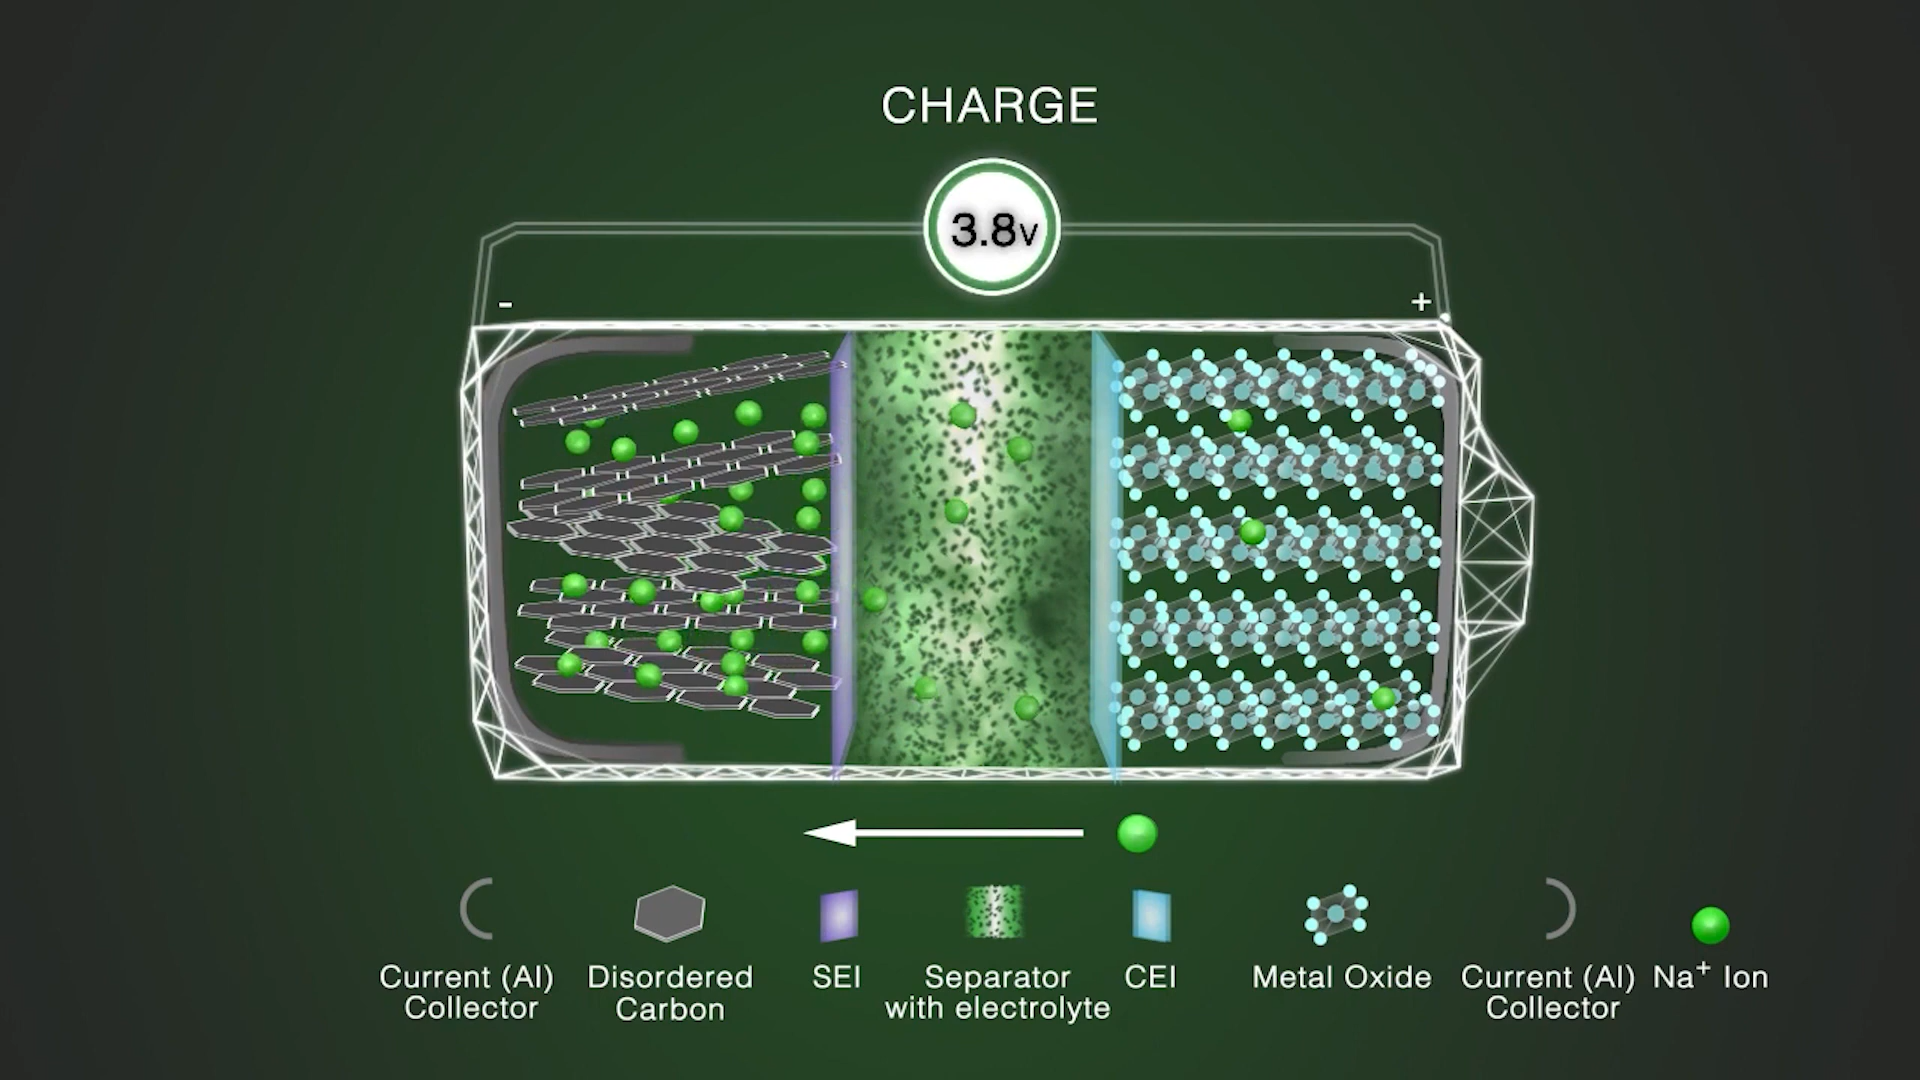 CHARGE
3.8v
- +
Current (Al) Collector
Disordered Carbon
SEI
Separator with electrolyte
CEI
Metal Oxide
Current (Al) Collector
Na⁺ Ion